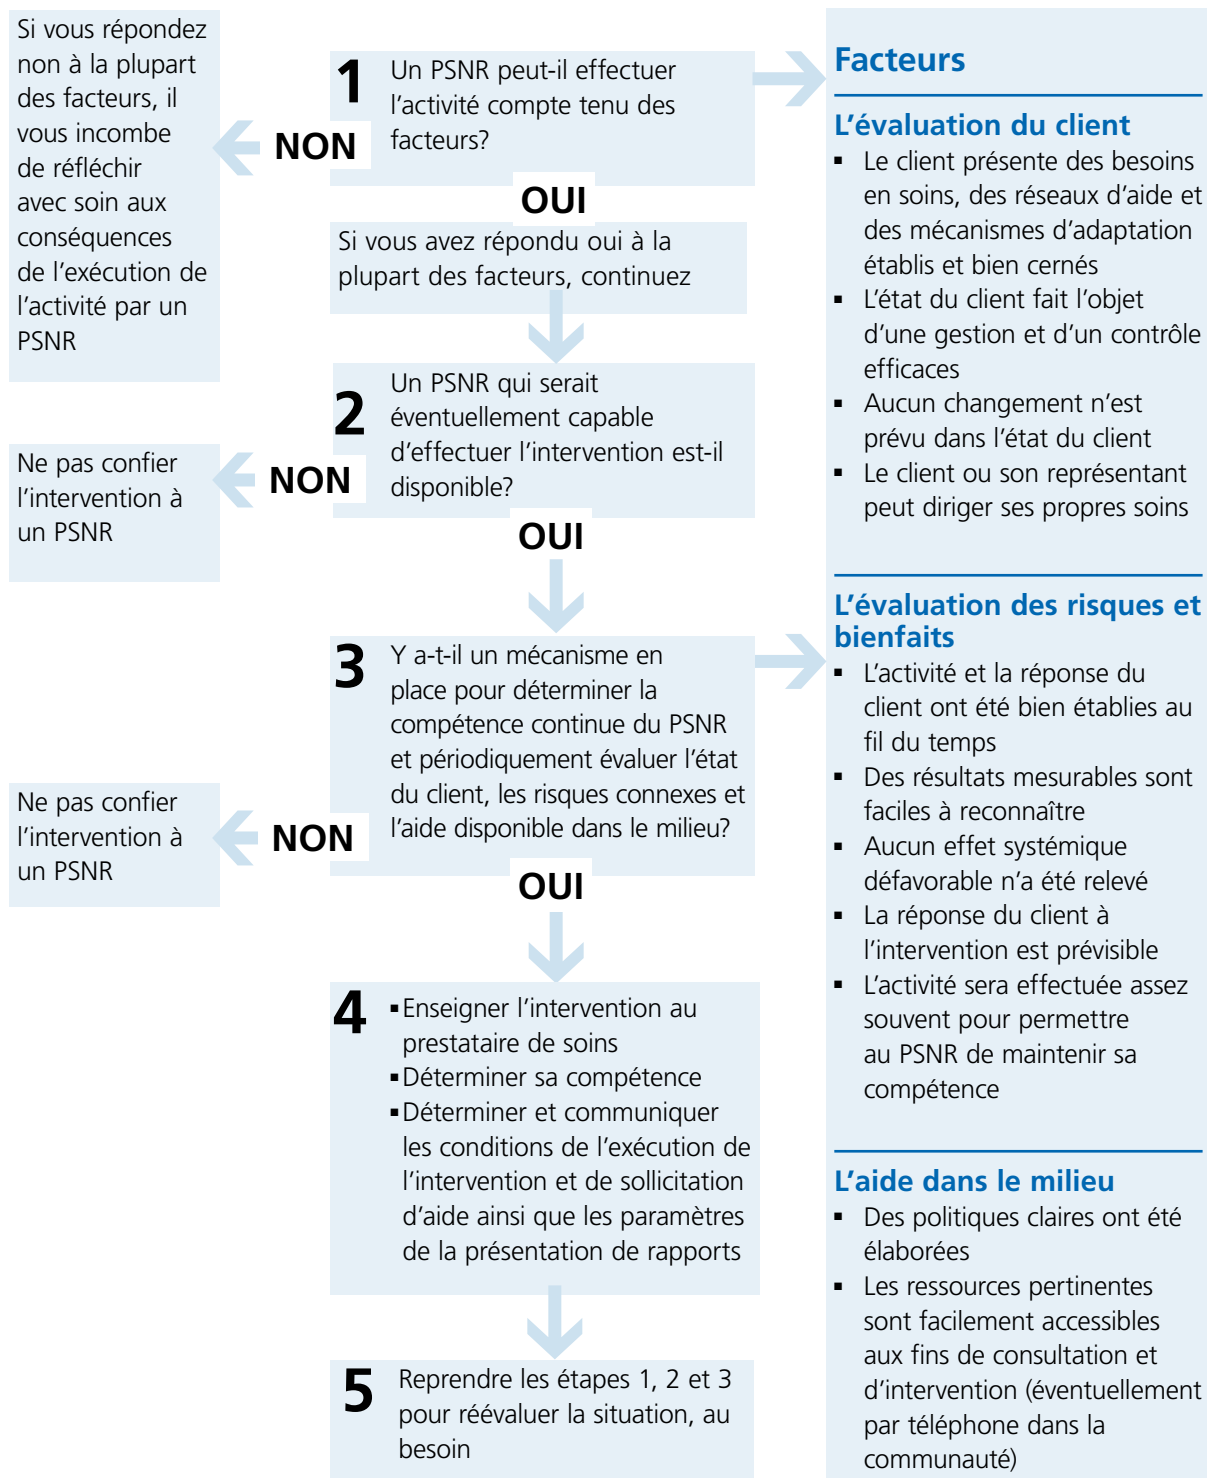 Si vous répondez
non à la plupart
des facteurs, il
vous incombe
de réfléchir
avec soin aux
conséquences
de l'exécution de
l'activité par un
PSNR
NON
1
Un PSNR peut-il effectuer
l'activité compte tenu des
facteurs?
OUI
Si vous avez répondu oui à la
plupart des facteurs, continuez
2
Un PSNR qui serait
éventuellement capable
d'effectuer l'intervention est-il
disponible?
NON
Ne pas confier
l'intervention à
un PSNR
OUI
3
Y a-t-il un mécanisme en
place pour déterminer la
compétence continue du PSNR
et périodiquement évaluer l'état
du client, les risques connexes et
l'aide disponible dans le milieu?
NON
Ne pas confier
l'intervention à
un PSNR
OUI
4
▪ Enseigner l'intervention au
prestataire de soins
▪ Déterminer sa compétence
▪ Déterminer et communiquer
les conditions de l'exécution de
l'intervention et de sollicitation
d'aide ainsi que les paramètres
de la présentation de rapports
5
Reprendre les étapes 1, 2 et 3
pour réévaluer la situation, au
besoin
Facteurs
L'évaluation du client
▪ Le client présente des besoins
en soins, des réseaux d'aide et
des mécanismes d'adaptation
établis et bien cernés
▪ L'état du client fait l'objet
d'une gestion et d'un contrôle
efficaces
▪ Aucun changement n'est
prévu dans l'état du client
▪ Le client ou son représentant
peut diriger ses propres soins
L'évaluation des risques et
bienfaits
▪ L'activité et la réponse du
client ont été bien établies au
fil du temps
▪ Des résultats mesurables sont
faciles à reconnaître
▪ Aucun effet systémique
défavorable n'a été relevé
▪ La réponse du client à
l'intervention est prévisible
▪ L'activité sera effectuée assez
souvent pour permettre
au PSNR de maintenir sa
compétence
L'aide dans le milieu
▪ Des politiques claires ont été
élaborées
▪ Les ressources pertinentes
sont facilement accessibles
aux fins de consultation et
d'intervention (éventuellement
par téléphone dans la
communauté)